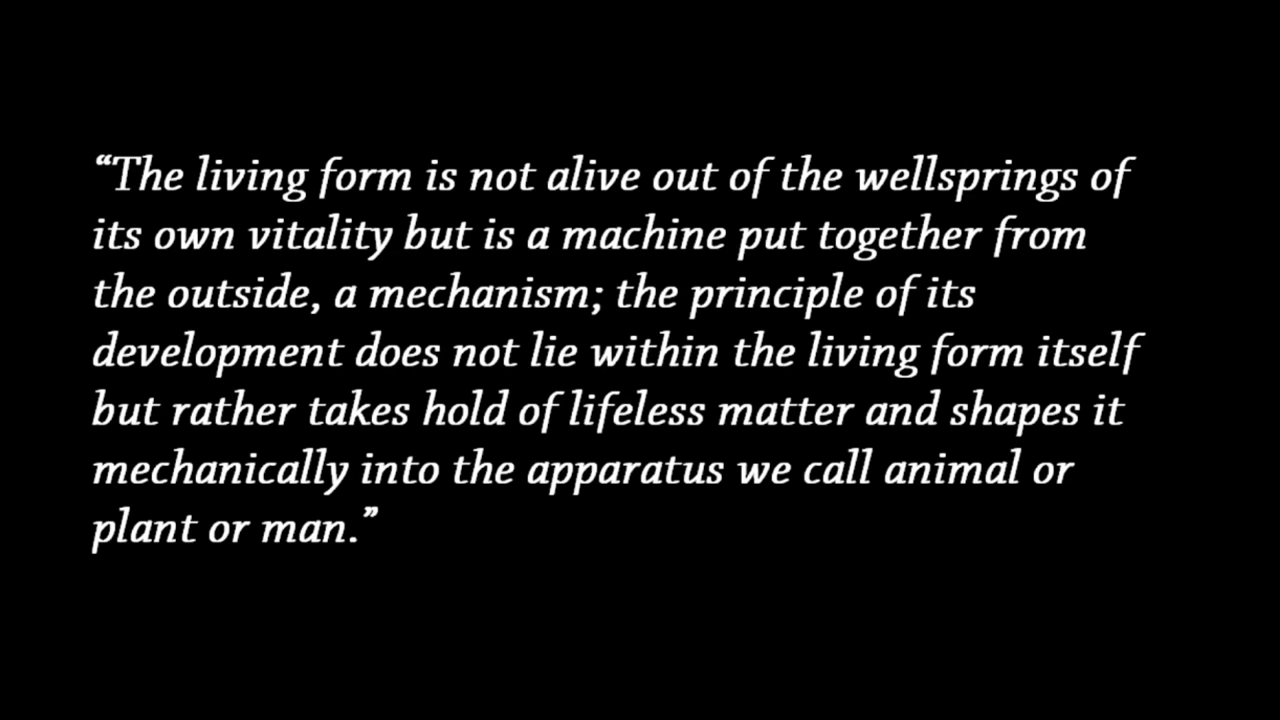 “The living form is not alive out of the wellsprings of
its own vitality but is a machine put together from
the outside, a mechanism; the principle of its
development does not lie within the living form itself
but rather takes hold of lifeless matter and shapes it
mechanically into the apparatus we call animal or
plant or man.”